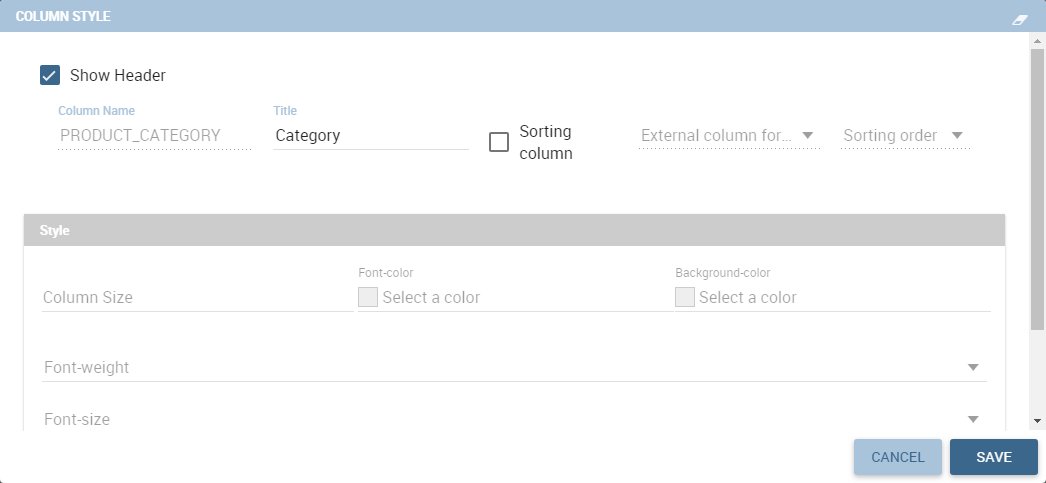 COLUMN STYLE
Show Header
Column Name
Title
PRODUCT_CATEGORY
Category
Sorting
column
External column for...
Sorting order
Style
Font-color
Background-color
Column Size
Select a color
Select a color
Font-weight
Font-size
CANCEL
SAVE